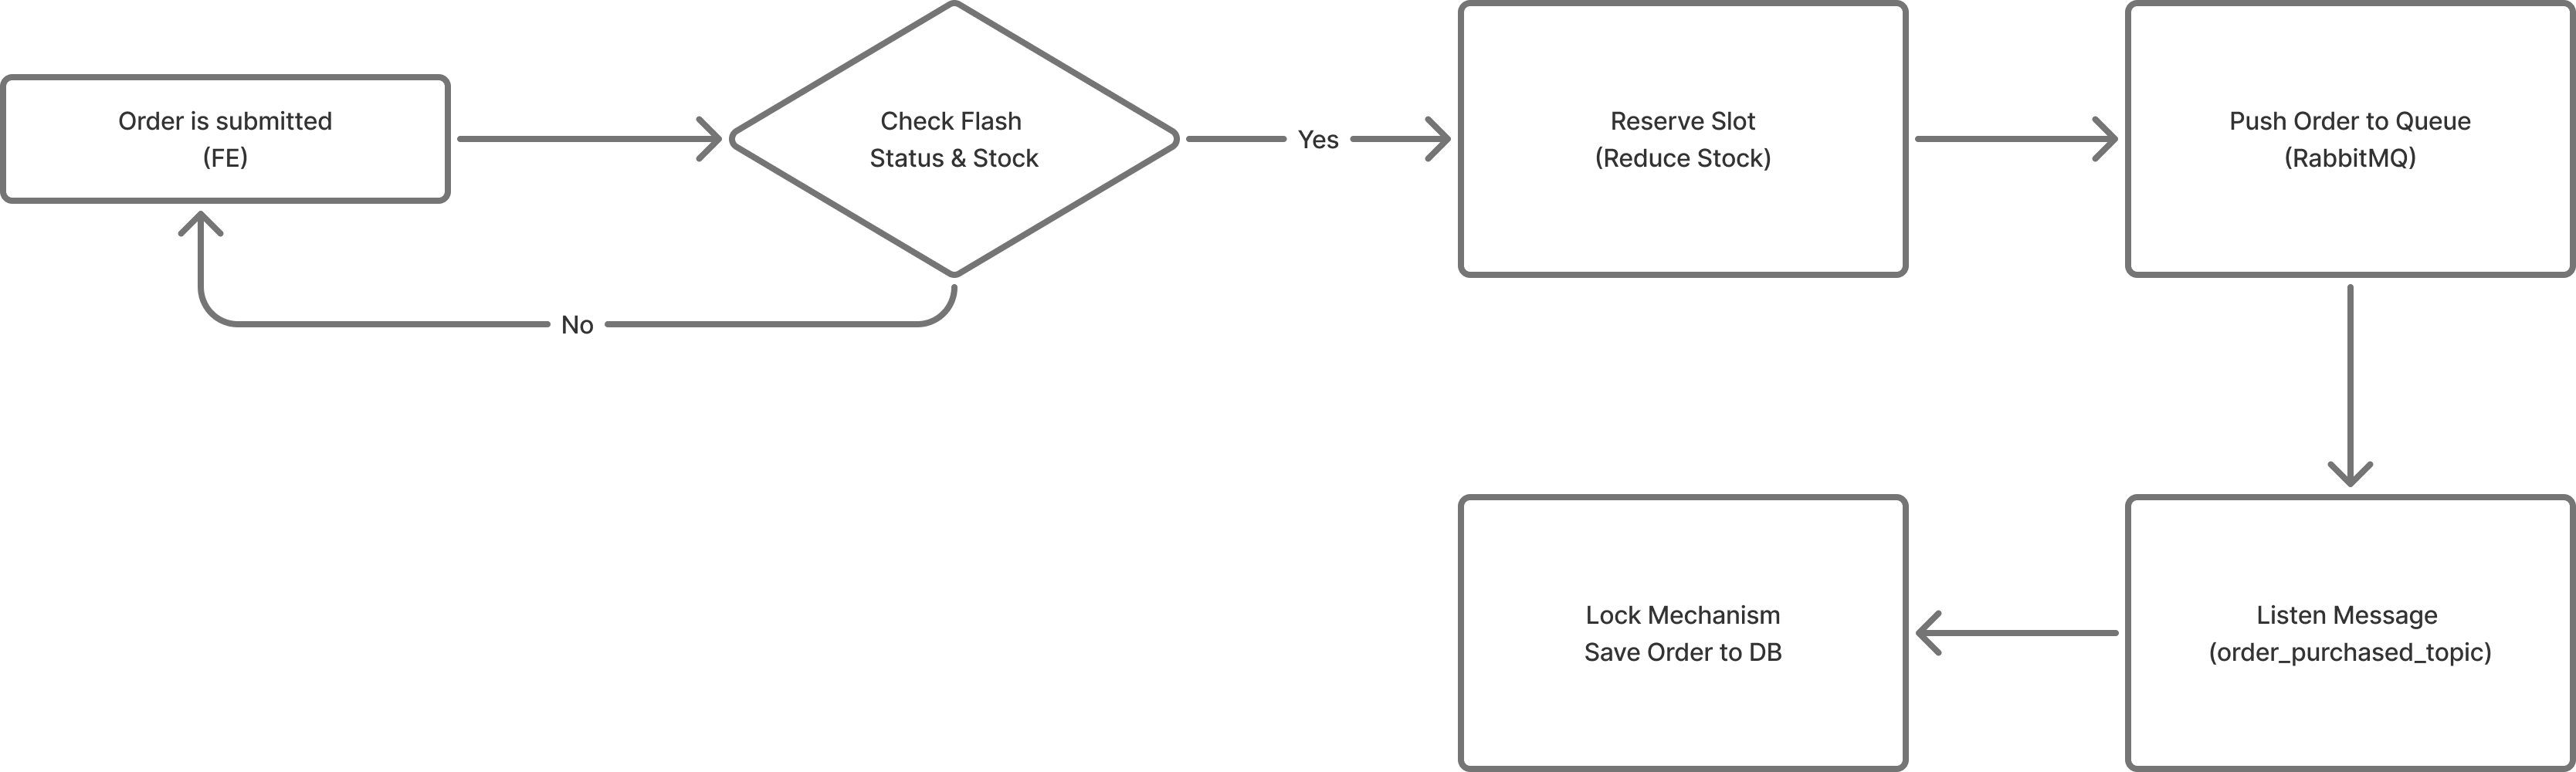 Order is submitted
(FE)
Check Flash
Status & Stock
Yes
Reserve Slot
(Reduce Stock)
Push Order to Queue
(RabbitMQ)
No
Lock Mechanism
Save Order to DB
Listen Message
(order_purchased_topic)